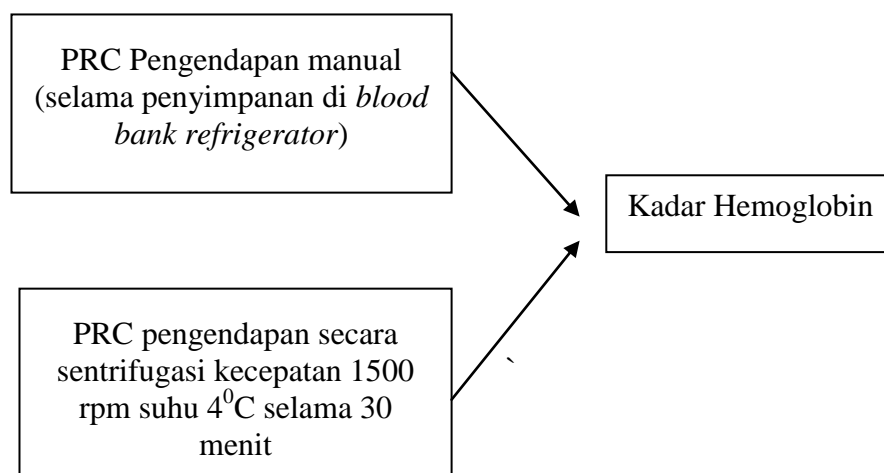 PRC Pengendapan manual
(selama penyimpanan di blood
bank refrigerator)
Kadar Hemoglobin
PRC pengendapan secara
sentrifugasi kecepatan 1500
rpm suhu 4⁰C selama 30
menit
`